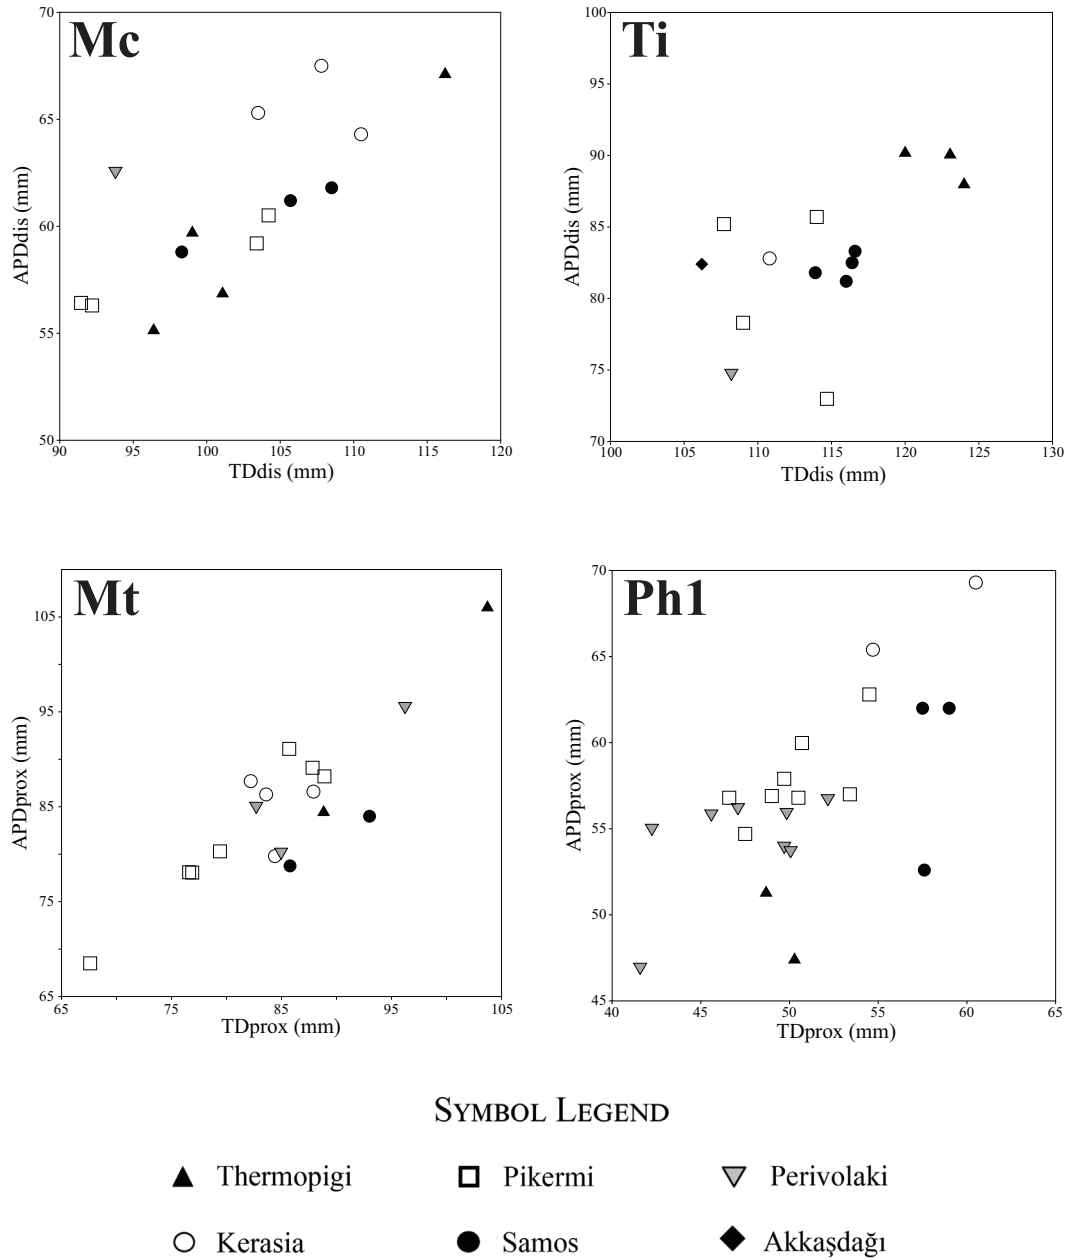 Mc
70
65
60
55
50
90
95
100
105
110
115
120
APDdis (mm)
TDdis (mm)
Ti
100
95
90
85
80
75
70
100
105
110
115
120
125
130
APDdis (mm)
TDdis (mm)
Mt
105
95
85
75
65
65
75
85
95
105
APDprox (mm)
TDprox (mm)
Ph1
70
65
60
55
50
45
40
45
50
55
60
65
APDprox (mm)
TDprox (mm)
SYMBOL LEGEND
Thermopigi
Pikermi
Perivolaki
Kerasia
Samos
Akkaşdağı